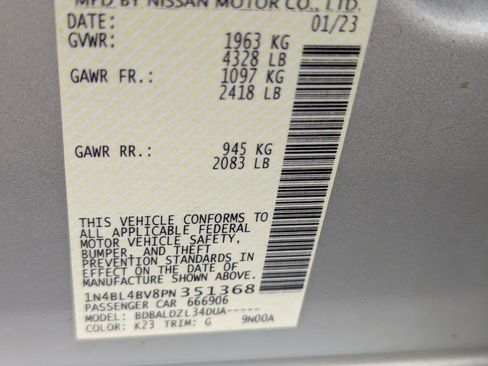 MFD BY NISSAN MOTOR CO., LTD.
DATE: 01/23
GVWR: 1963 KG
4328 LB
GAWR FR.: 1097 KG
2418 LB
GAWR RR.: 945 KG
2083 LB
THIS VEHICLE CONFORMS TO
ALL APPLICABLE FEDERAL
MOTOR VEHICLE SAFETY,
BUMPER, AND THEFT
PREVENTION STANDARDS
IN EFFECT ON THE DATE OF
MANUFACTURE SHOWN ABOVE.
1N4BL4BV8PN351368
PASSENGER CAR 666906
MODEL: BDBALDZL34DUA-----
COLOR: K23 TRIM: G 9N00A